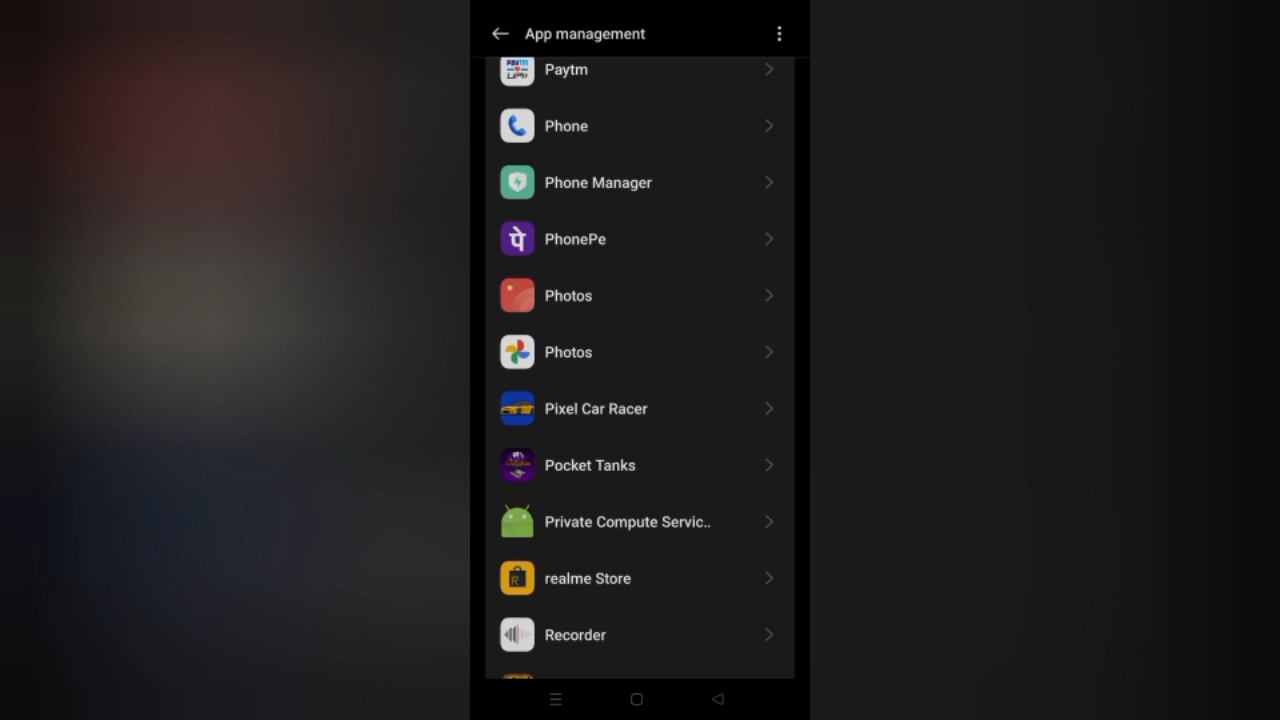 App management
Paytm
Phone
Phone Manager
पे
PhonePe
Photos
Photos
Pixel Car Racer
Pocket Tanks
Private Compute Servic..
realme Store
Recorder